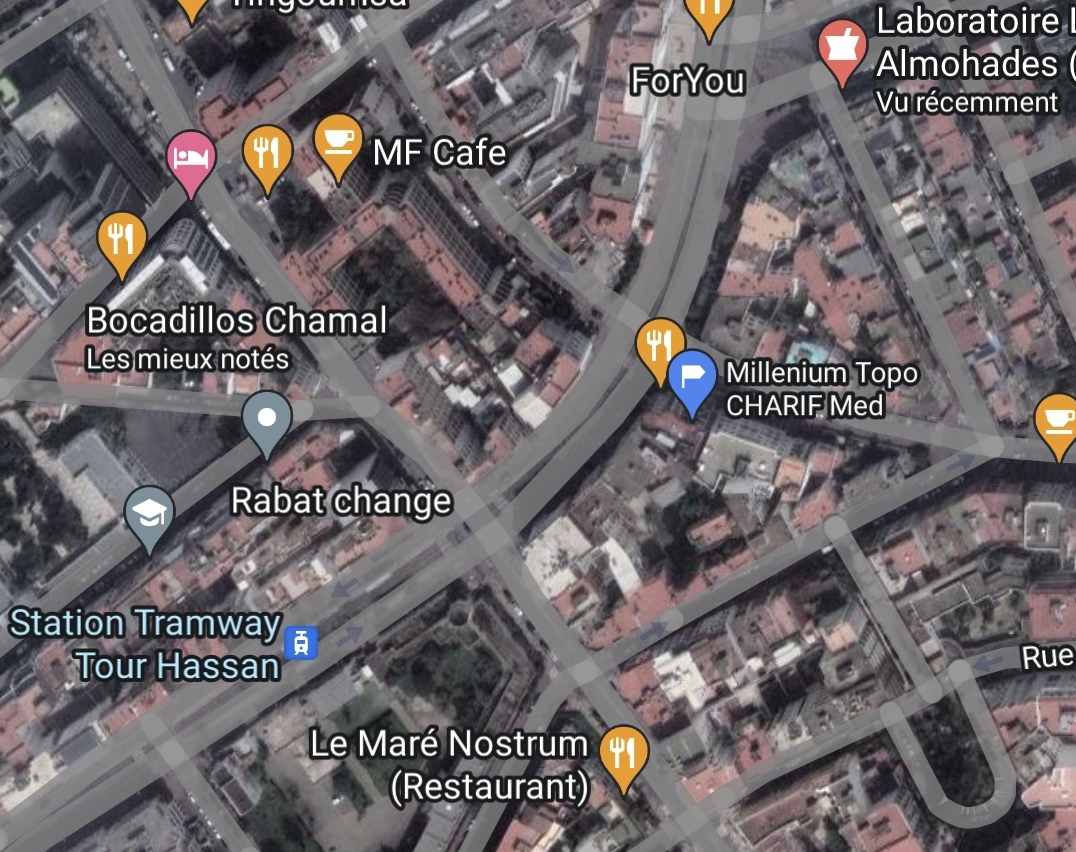 ForYou
Laboratoire
Almohades
Vu récemment
MF Cafe
Bocadillos Chamal
Les mieux notés
Millenium Topo
CHARIF Med
Rabat change
Station Tramway
Tour Hassan
Rue
Le Maré Nostrum
(Restaurant)